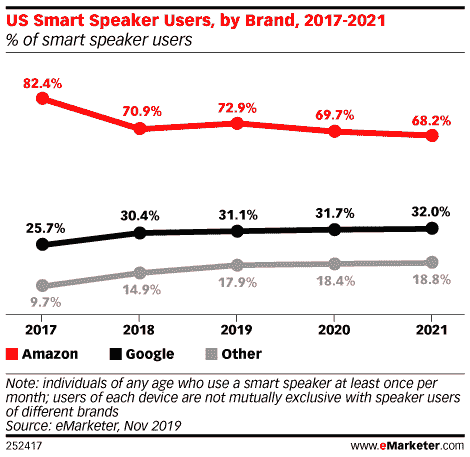 US Smart Speaker Users, by Brand, 2017-2021
% of smart speaker users
82.4%
70.9%
72.9%
69.7%
68.2%
25.7%
30.4%
31.1%
31.7%
32.0%
9.7%
14.9%
17.9%
18.4%
18.8%
2017
2018
2019
2020
2021
Amazon
Google
Other
Note: individuals of any age who use a smart speaker at least once per
month; users of each device are not mutually exclusive with speaker users
of different brands
Source: eMarketer, Nov 2019
252417
www.eMarketer.com